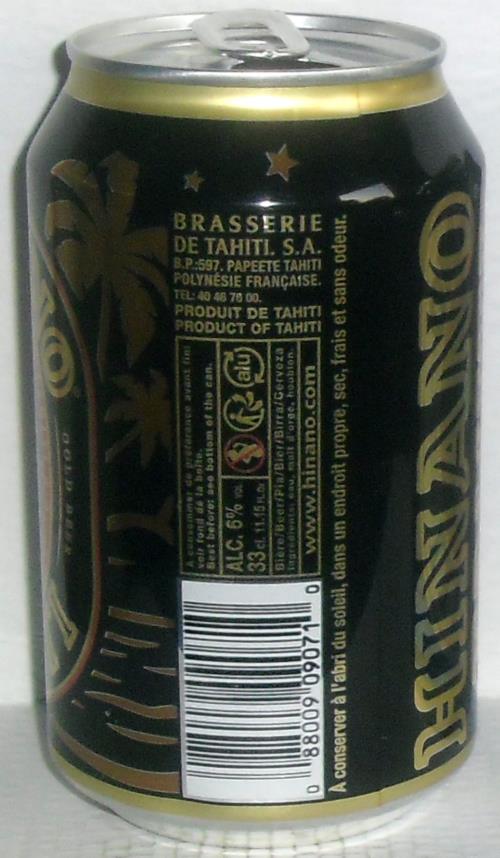 BRASSERIE
DE TAHITI. S.A.
B.P.:597. PAPEETE TAHITI
POLYNÉSIE FRANÇAISE.
TEL: 40 46 76 00.
PRODUIT DE TAHITI
PRODUCT OF TAHITI
A consommer de préférence avant fin:
voir fond de la boîte.
Best before: see bottom of the can.
ALC. 6% VOL
33 cl. 11.15 fl.Oz
alu
Bière/Beer/Pia/Bier/Birra/Cerveza
Ingrédients: eau, malt d'orge, houblon.
www.hinano.com
0 88009 09071 0
A conserver à l'abri du soleil, dans un endroit propre, sec, frais et sans odeur.
HINANO
GOLD BEER